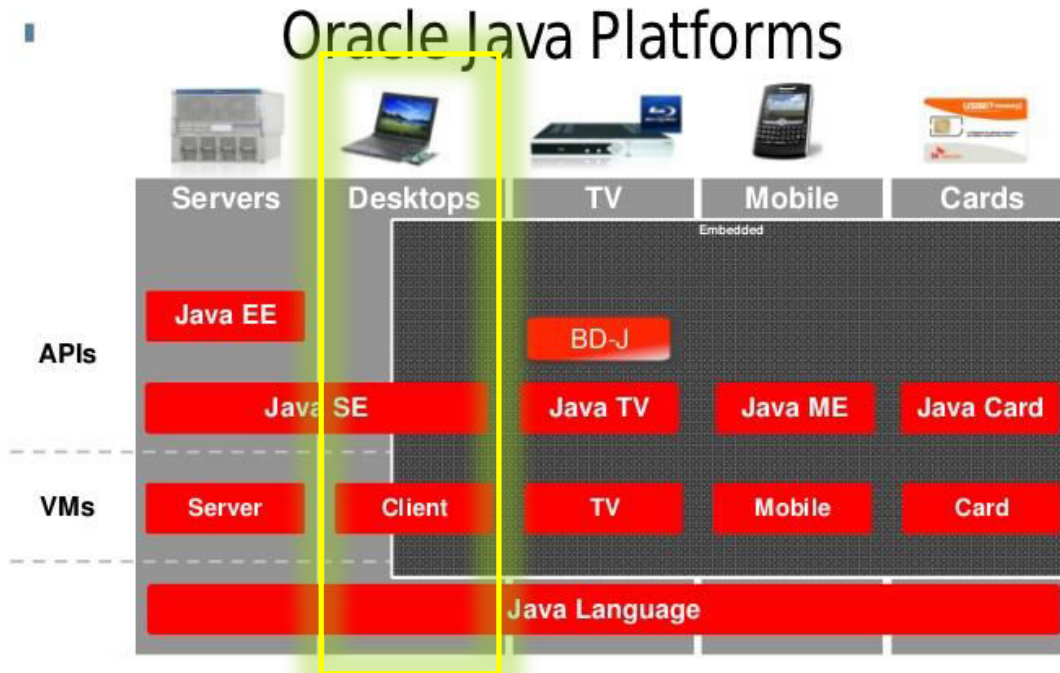 Oracle Java Platforms
Servers Desktops TV Mobile Cards
Embedded
Java EE
BD-J
APIs
Java SE Java TV Java ME Java Card
VMs Server Client TV Mobile Card
Java Language